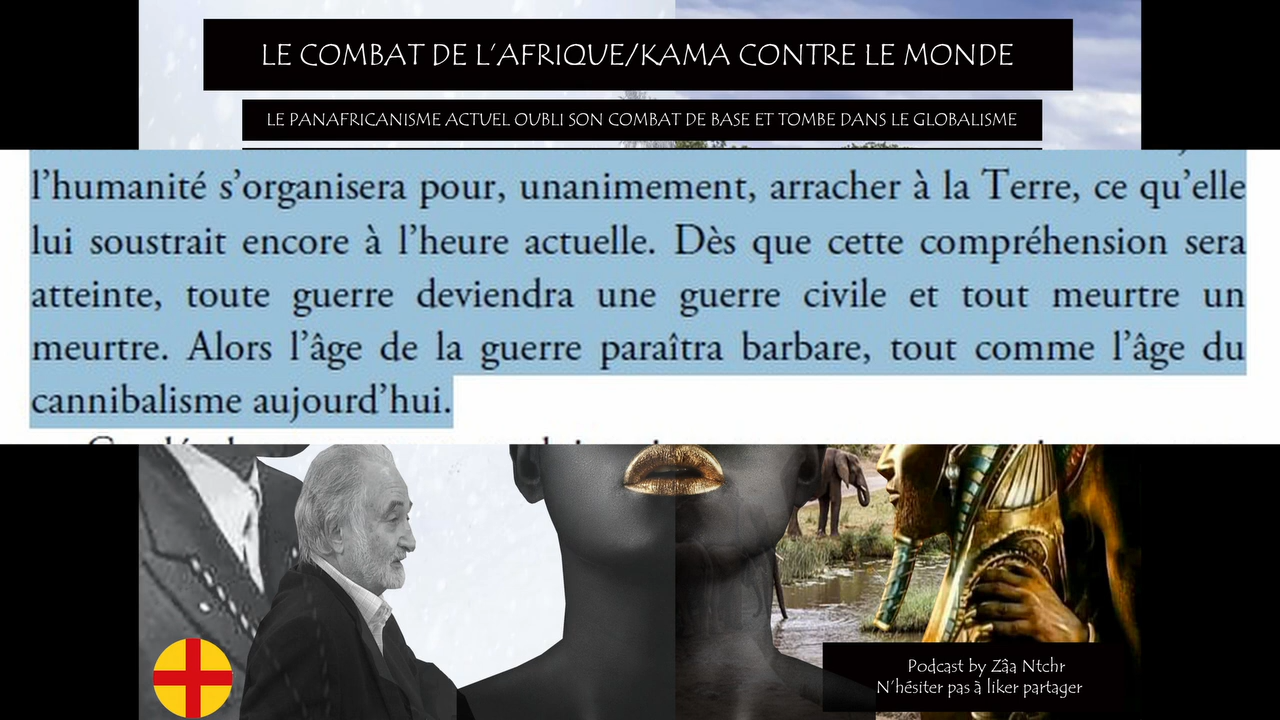 LE COMBAT DE L'AFRIQUE/KAMA CONTRE LE MONDE
LE PANAFRICANISME ACTUEL OUBLI SON COMBAT DE BASE ET TOMBE DANS LE GLOBALISME
l'humanité s'organisera pour, unanimement, arracher à la Terre, ce qu'elle
lui soustrait encore à l'heure actuelle. Dès que cette compréhension sera
atteinte, toute guerre deviendra une guerre civile et tout meurtre un
meurtre. Alors l'âge de la guerre paraîtra barbare, tout comme l'âge du
cannibalisme aujourd'hui.
Podcast by Zâa Ntchr
N'hésiter pas à liker partager